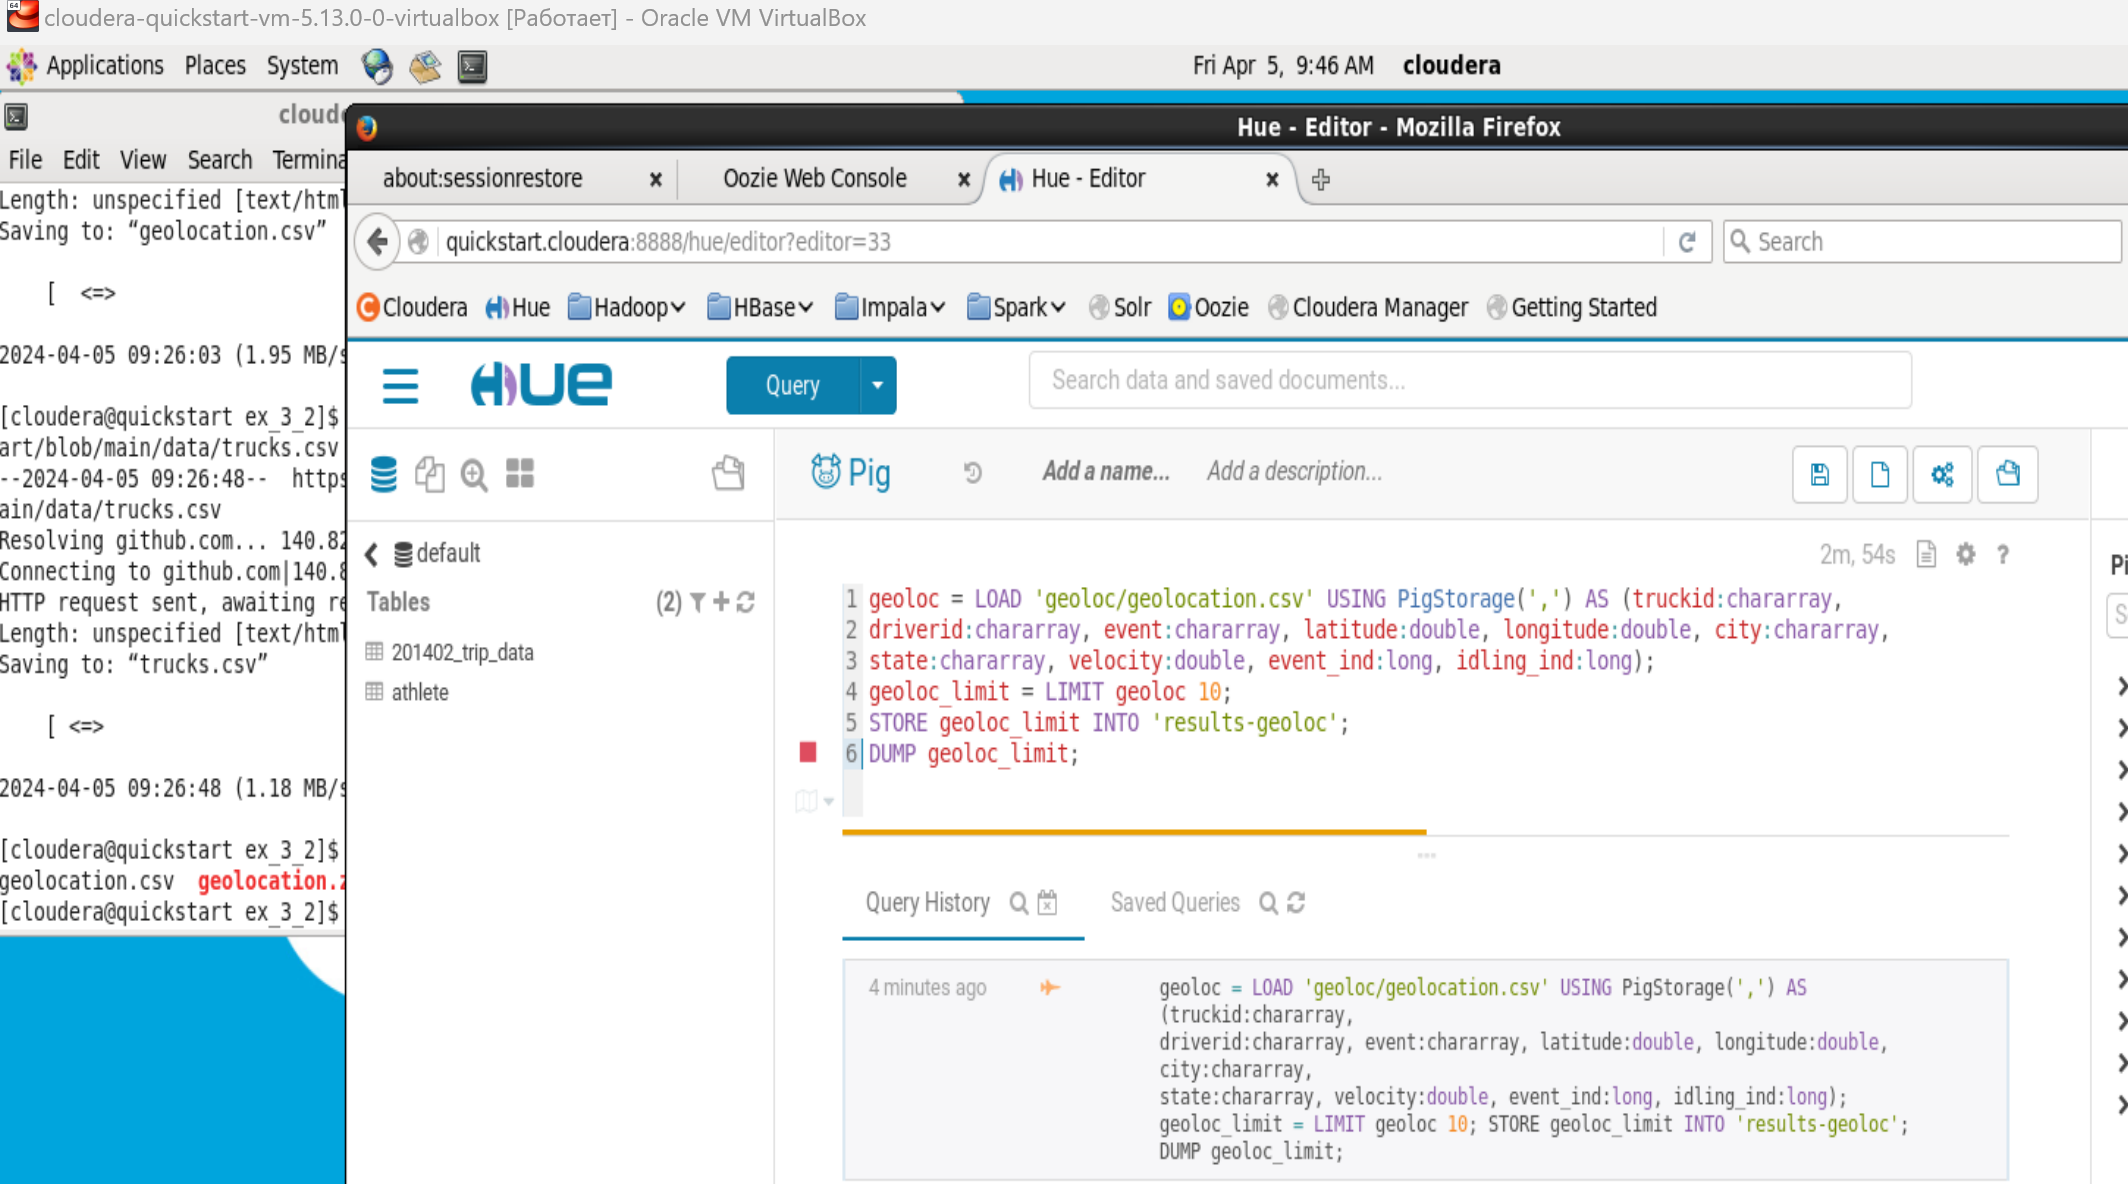 cloudera-quickstart-vm-5.13.0-0-virtualbox [Работает] - Oracle VM VirtualBox
Applications Places System Fri Apr 5, 9:46 AM cloudera
Hue - Editor - Mozilla Firefox
File Edit View Search
about:sessionrestore Oozie Web Console Hue - Editor
quickstart.cloudera:8888/hue/editor?editor=33 Search
Cloudera Hue Hadoop HBase Impala Spark Solr Oozie Cloudera Manager Getting Started
Length: unspecified [text/html
Saving to: “geolocation.csv”
[ <=>
2024-04-05 09:26:03 (1.95 MB/s
[cloudera@quickstart ex_3_2]$
art/blob/main/data/trucks.csv
--2024-04-05 09:26:48-- https
ain/data/trucks.csv
Resolving github.com... 140.82
Connecting to github.com|140.8
HTTP request sent, awaiting re
Length: unspecified [text/html
Saving to: “trucks.csv”
[ <=>
2024-04-05 09:26:48 (1.18 MB/s
[cloudera@quickstart ex_3_2]$
geolocation.csv geolocation.z
[cloudera@quickstart ex_3_2]$
HUE Query Search data and saved documents...
default
Tables (2)
201402_trip_data
athlete
Pig Add a name... Add a description...
2m, 54s ?
1 geoloc = LOAD 'geoloc/geolocation.csv' USING PigStorage(',') AS (truckid:chararray,
2 driverid:chararray, event:chararray, latitude:double, longitude:double, city:chararray,
3 state:chararray, velocity:double, event_ind:long, idling_ind:long);
4 geoloc_limit = LIMIT geoloc 10;
5 STORE geoloc_limit INTO 'results-geoloc';
6 DUMP geoloc_limit;
Query History Saved Queries
4 minutes ago geoloc = LOAD 'geoloc/geolocation.csv' USING PigStorage(',') AS
(truckid:chararray,
driverid:chararray, event:chararray, latitude:double, longitude:double,
city:chararray,
state:chararray, velocity:double, event_ind:long, idling_ind:long);
geoloc_limit = LIMIT geoloc 10; STORE geoloc_limit INTO 'results-geoloc';
DUMP geoloc_limit;